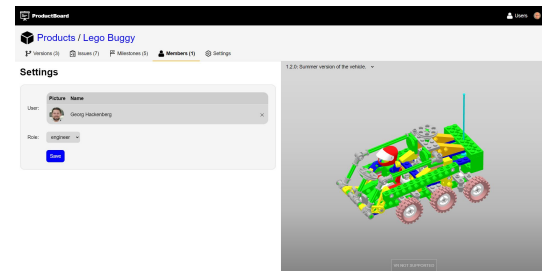 ProductBoard
Users
Products / Lego Buggy
Versions (3) Issues (7) Milestones (5) Members (1) Settings
Settings
1.2.0: Summer version of the vehicle.
Picture Name
User:
Georg Hackenberg
Role: engineer
Save